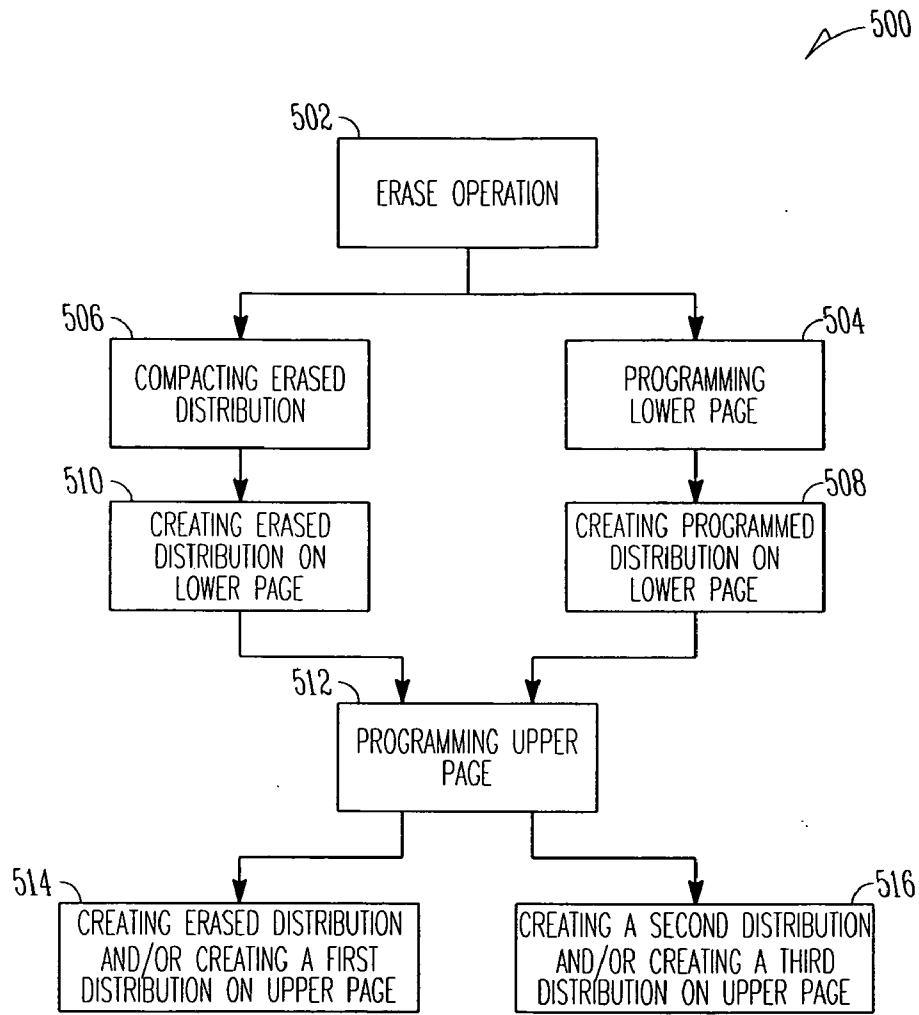 500
502
ERASE OPERATION
506
COMPACTING ERASED
DISTRIBUTION
504
PROGRAMMING
LOWER PAGE
510
CREATING ERASED
DISTRIBUTION ON
LOWER PAGE
508
CREATING PROGRAMMED
DISTRIBUTION ON
LOWER PAGE
512
PROGRAMMING UPPER
PAGE
514
CREATING ERASED DISTRIBUTION
AND/OR CREATING A FIRST
DISTRIBUTION ON UPPER PAGE
516
CREATING A SECOND DISTRIBUTION
AND/OR CREATING A THIRD
DISTRIBUTION ON UPPER PAGE